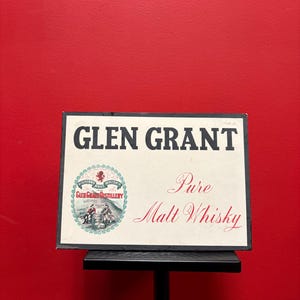 GLEN GRANT
Pure
Malt Whisky
GLEN GRANT DISTILLERY